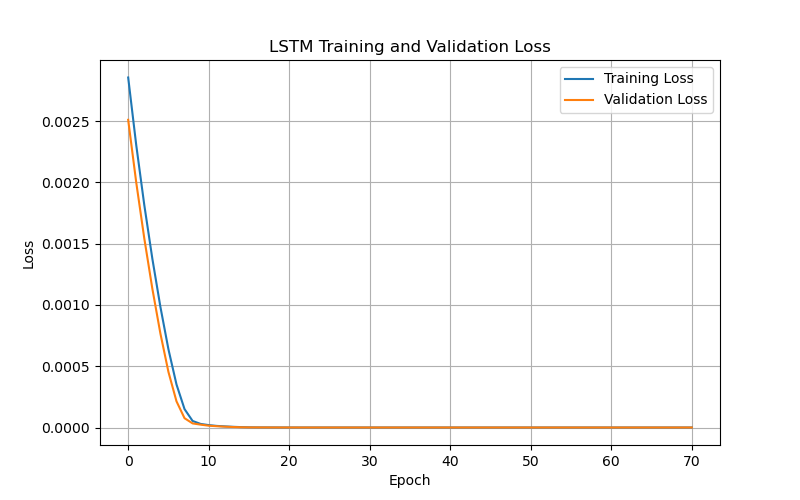 LSTM Training and Validation Loss
Training Loss
Validation Loss
0.0025
0.0020
0.0015
0.0010
0.0005
0.0000
Loss
0 10 20 30 40 50 60 70
Epoch